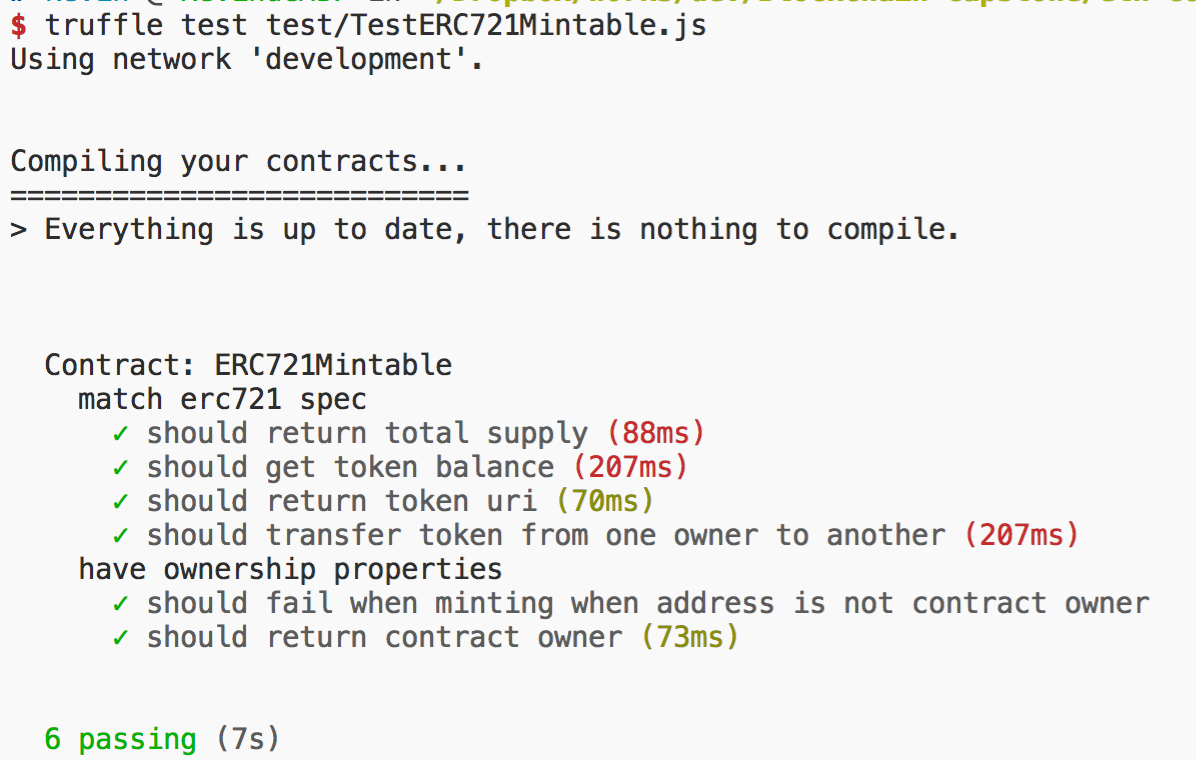 $ truffle test test/TestERC721Mintable.js
Using network 'development'.
Compiling your contracts...
===========================
> Everything is up to date, there is nothing to compile.
Contract: ERC721Mintable
match erc721 spec
✓ should return total supply (88ms)
✓ should get token balance (207ms)
✓ should return token uri (70ms)
✓ should transfer token from one owner to another (207ms)
have ownership properties
✓ should fail when minting when address is not contract owner
✓ should return contract owner (73ms)
6 passing (7s)